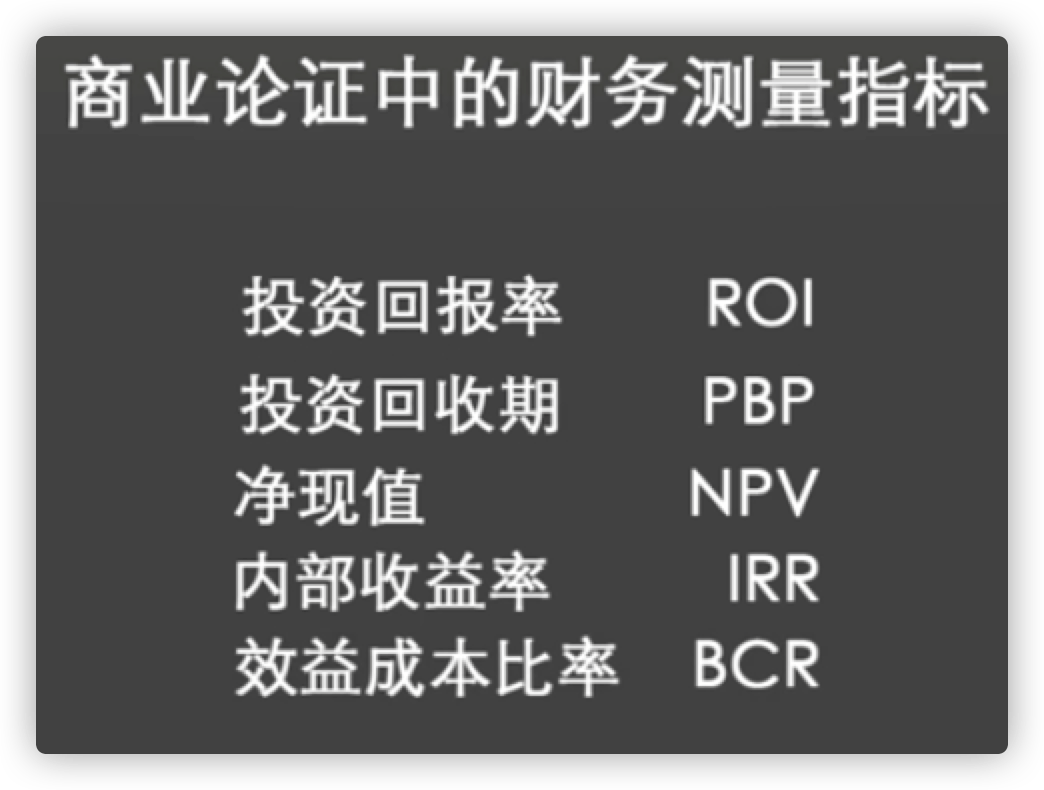 商业论证中的财务测量指标
投资回报率 ROI
投资回收期 PBP
净现值 NPV
内部收益率 IRR
效益成本比率 BCR